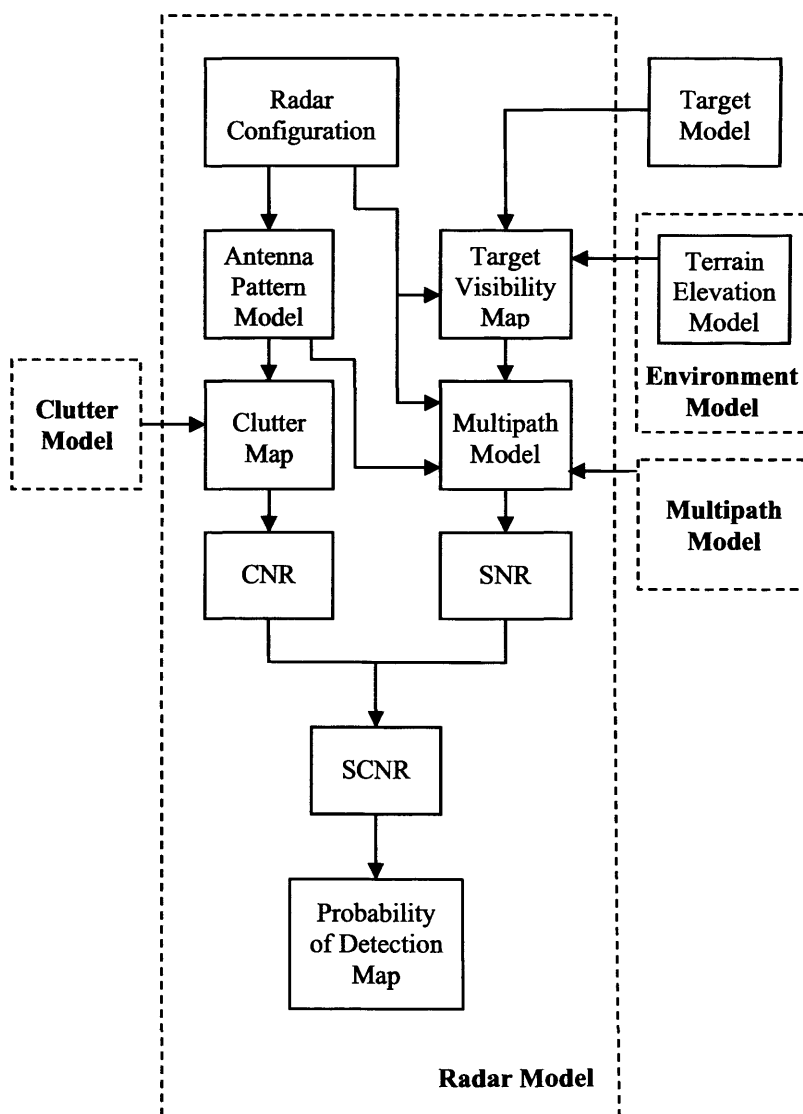 Radar
Configuration
Target
Model
Antenna
Pattern
Model
Target
Visibility
Map
Terrain
Elevation
Model
Environment
Model
Clutter
Model
Clutter
Map
Multipath
Model
Multipath
Model
CNR
SNR
SCNR
Probability
of Detection
Map
Radar Model